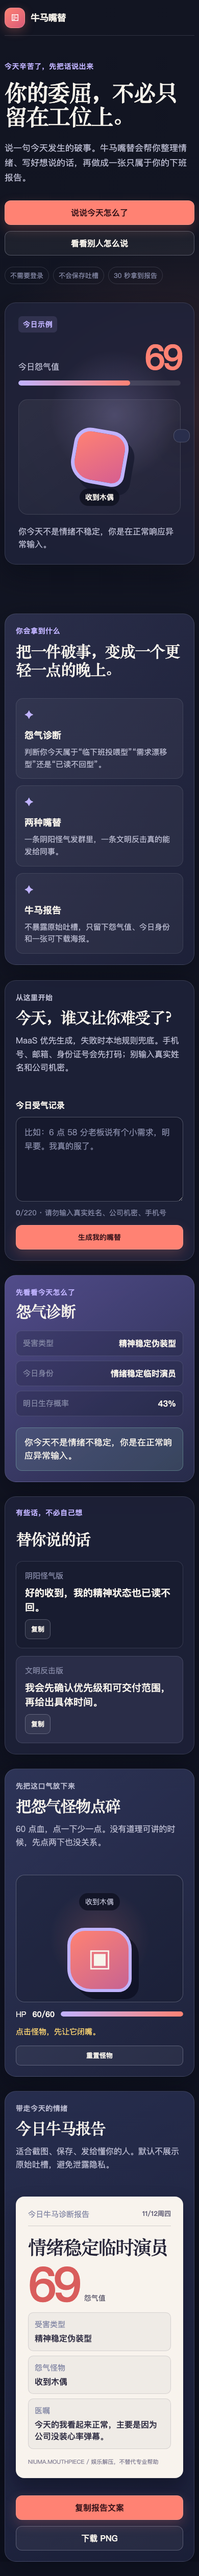 牛马嘴替
今天辛苦了，先把话说出来
你的委屈，不必只
留在工位上。
说一句今天发生的破事。牛马嘴替会帮你整理情
绪、写好想说的话，再做成一张只属于你的下班
报告。
说说今天怎么了
看看别人怎么说
不需要登录
不会保存吐槽
30 秒拿到报告
今日示例
今日怨气值
69
收到木偶
你今天不是情绪不稳定，你是在正常响应异
常输入。
你会拿到什么
把一件破事，变成一个更
轻一点的晚上。
怨气诊断
判断你今天属于“临下班投喂型”“需求漂移
型”还是“已读不回型”。
两种嘴替
一条阴阳怪气发群里，一条文明反击真的能
发给同事。
牛马报告
不暴露原始吐槽，只留下怨气值、今日身份
和一张可下载海报。
从这里开始
今天，谁又让你难受了？
MaaS 优先生成，失败时本地规则兜底。手机
号、邮箱、身份证号会先打码；别输入真实姓
名和公司机密。
今日受气记录
比如：6 点 58 分老板说有个小需求，明
早要。我真的服了。
0/220 · 请勿输入真实姓名、公司机密、手机号
生成我的嘴替
先看看今天怎么了
怨气诊断
受害类型
精神稳定伪装型
今日身份
情绪稳定临时演员
明日生存概率
43%
你今天不是情绪不稳定，你是在正常响
应异常输入。
有些话，不必自己想
替你说的话
阴阳怪气版
好的收到，我的精神状态也已读不
回。
复制
文明反击版
我会先确认优先级和可交付范围，
再给出具体时间。
复制
先把这口气放下来
把怨气怪物点碎
60 点血，点一下少一点。没有道理可讲的时
候，先点两下也没关系。
收到木偶
HP 60/60
点击怪物，先让它闭嘴。
重置怪物
带走今天的情绪
今日牛马报告
适合截图、保存、发给懂你的人。默认不展示
原始吐槽，避免泄露隐私。
今日牛马诊断报告
11/12周四
情绪稳定临时演员
69 怨气值
受害类型
精神稳定伪装型
怨气怪物
收到木偶
医嘱
今天的我看起来正常，主要是因为
公司没装心率弹幕。
NIUMA.MOUTHPIECE / 娱乐解压，不替代专业帮助
复制报告文案
下载 PNG